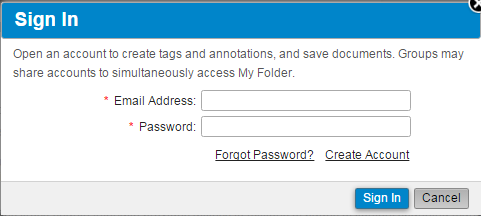 Sign In
Open an account to create tags and annotations, and save documents. Groups may
share accounts to simultaneously access My Folder.
* Email Address:
* Password:
Forgot Password? Create Account
Sign In Cancel